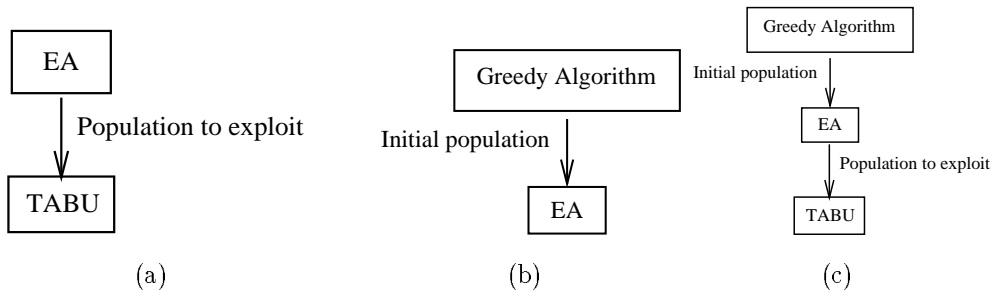 EA
Population to exploit
TABU
(a)
Greedy Algorithm
Initial population
EA
(b)
Greedy Algorithm
Initial population
EA
Population to exploit
TABU
(c)